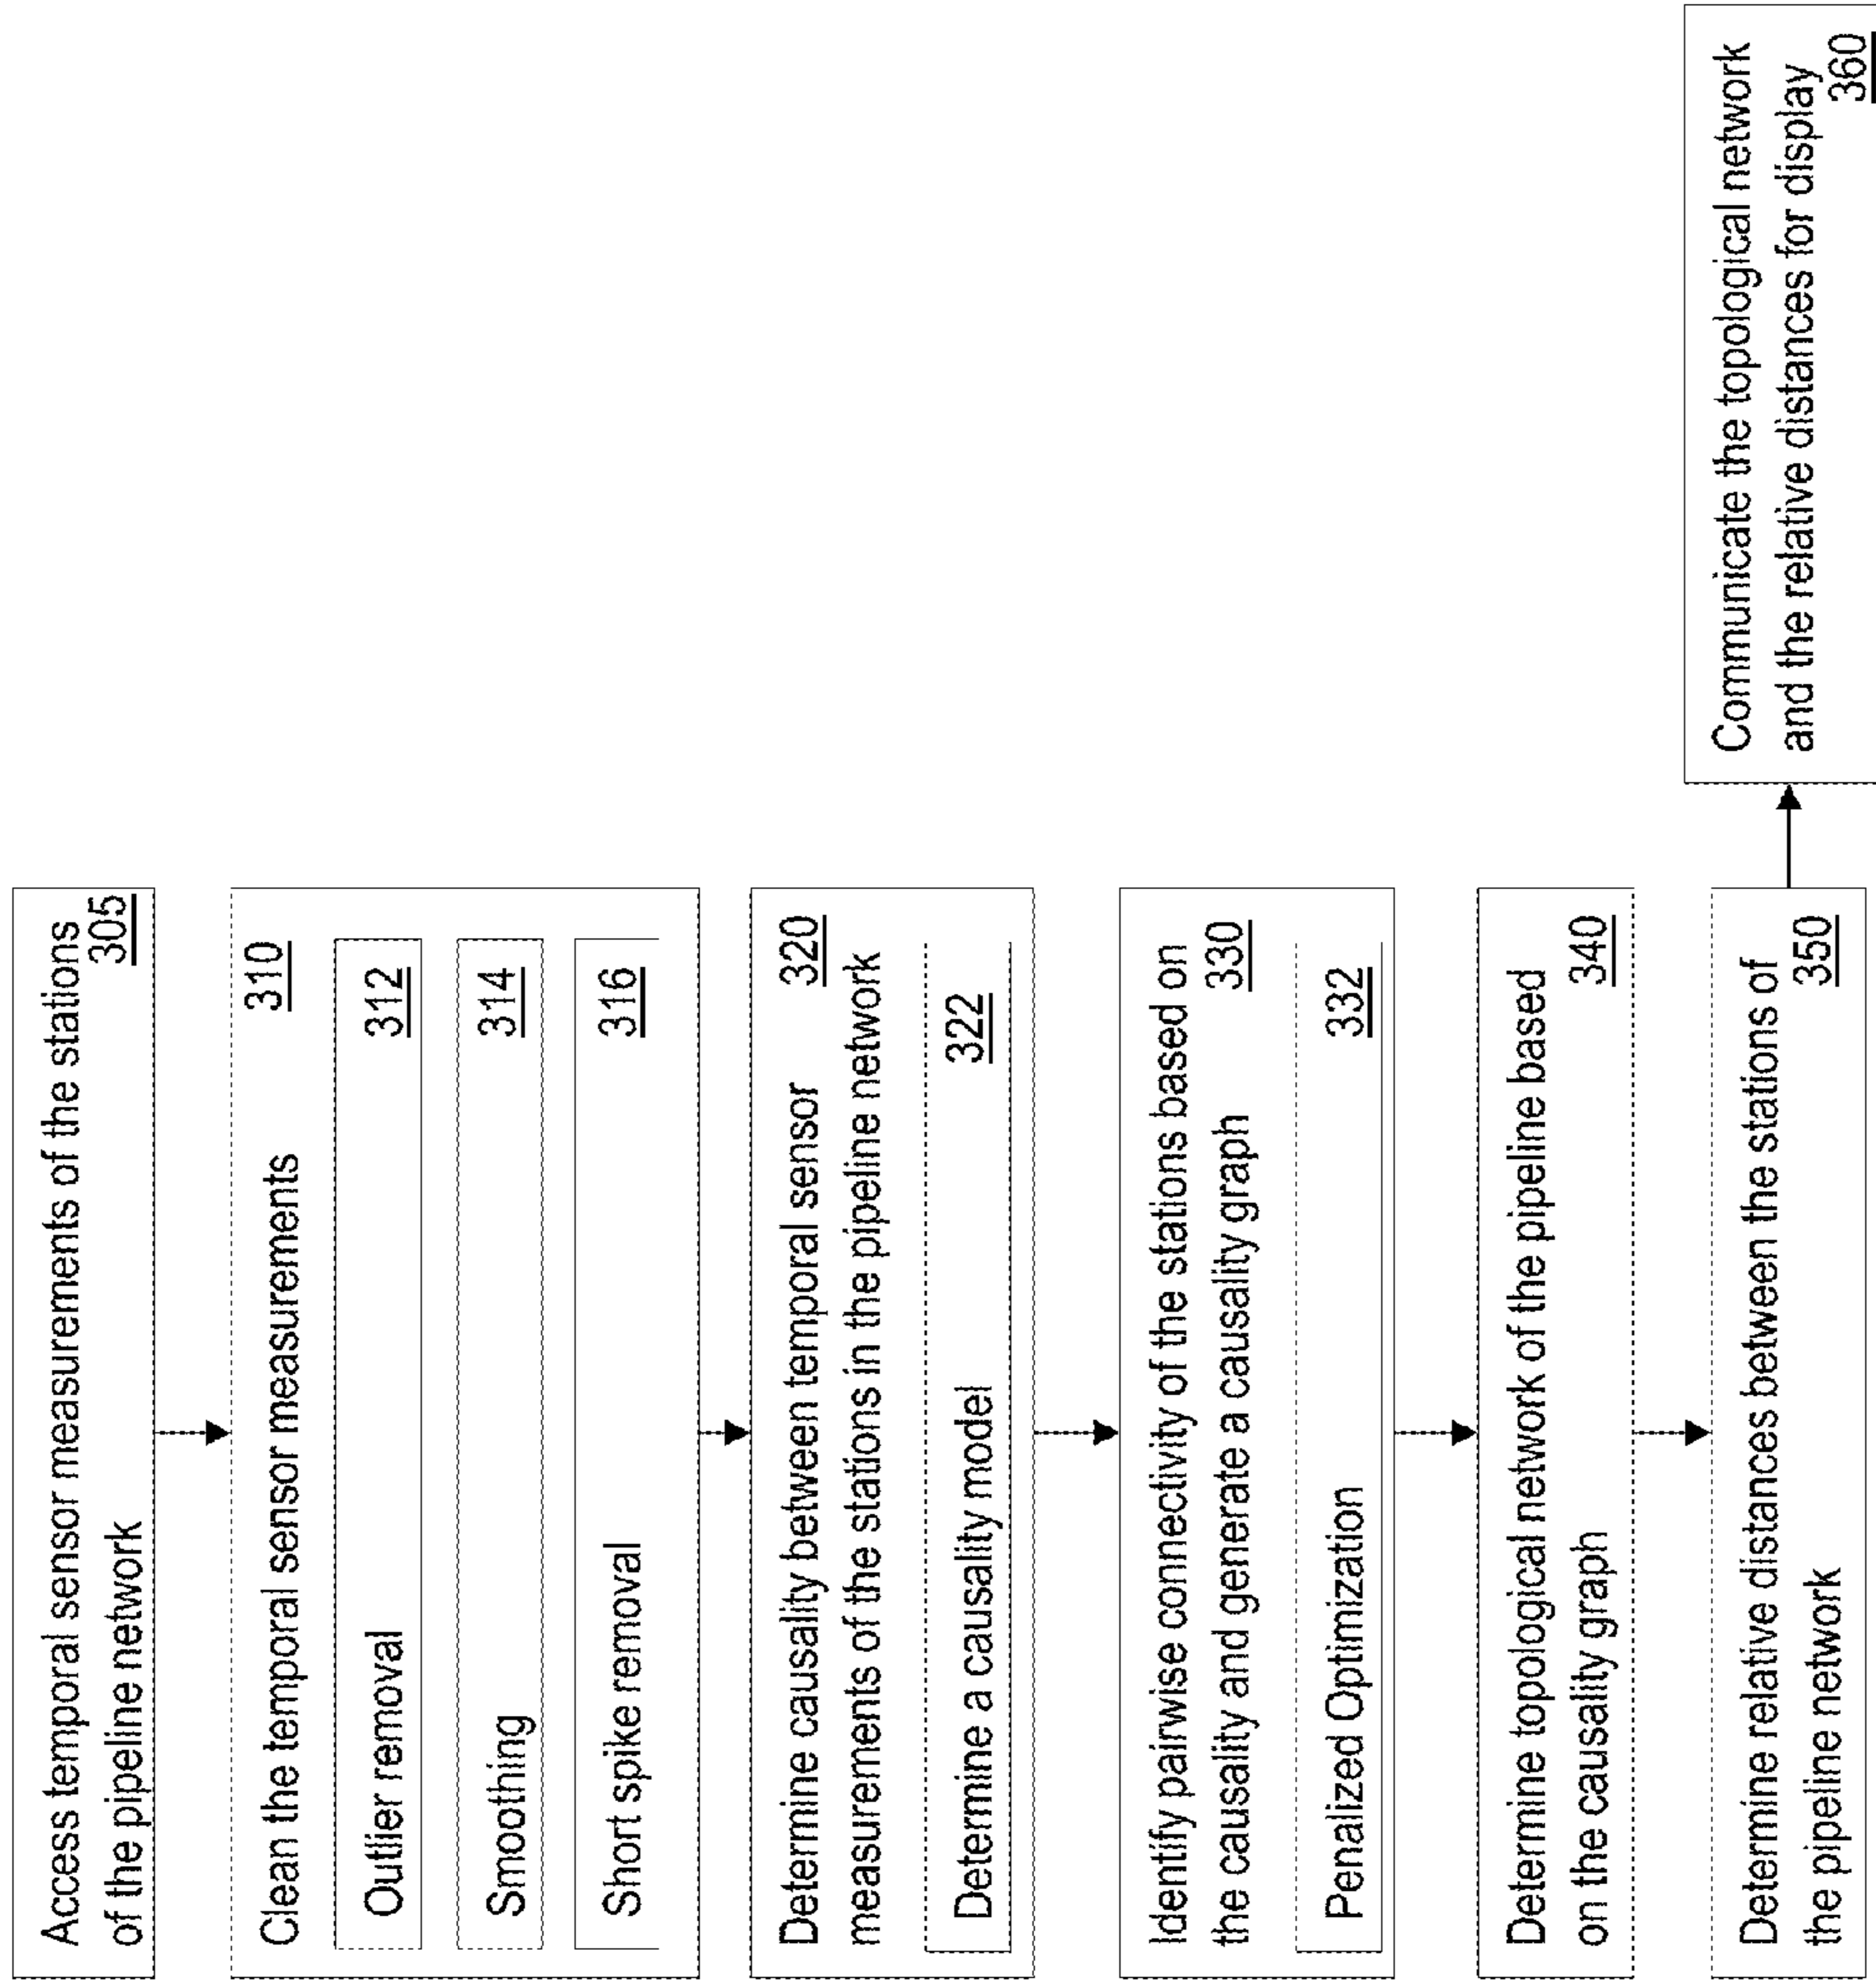 Access temporal sensor measurements of the stations
of the pipeline network
305
Clean the temporal sensor measurements
310
Outlier removal
312
Smoothing
314
Short spike removal
316
Determine causality between temporal sensor
320
measurements of the stations in the pipeline network
Determine a causality model
322
Identify pairwise connectivity of the stations based on
the causality and generate a causality graph
330
Penalized Optimization
332
Determine topological network of the pipeline based
on the causality graph
340
Determine relative distances between the stations of
the pipeline network
350
Communicate the topological network
and the relative distances for display
360